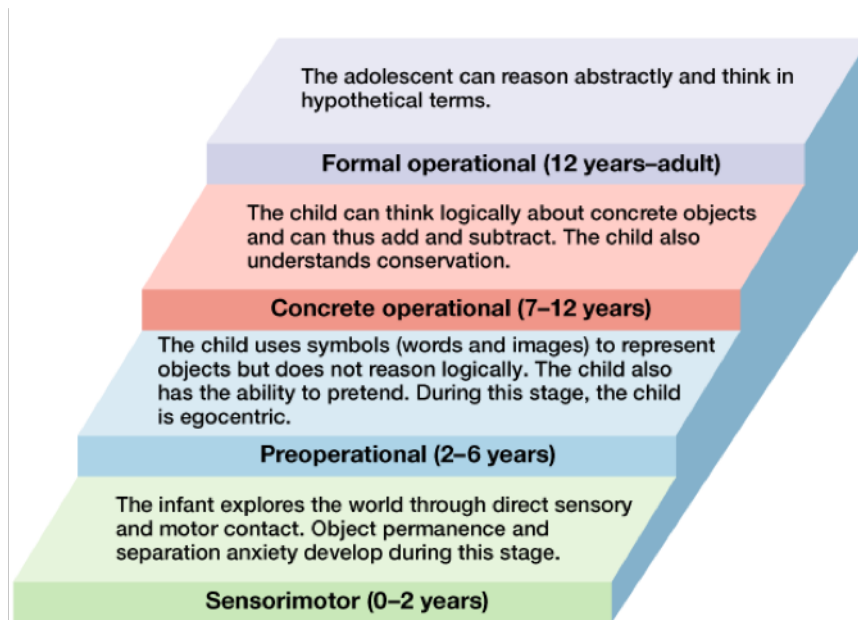 The adolescent can reason abstractly and think in
hypothetical terms.
Formal operational (12 years–adult)
The child can think logically about concrete objects
and can thus add and subtract. The child also
understands conservation.
Concrete operational (7–12 years)
The child uses symbols (words and images) to represent
objects but does not reason logically. The child also
has the ability to pretend. During this stage, the child
is egocentric.
Preoperational (2–6 years)
The infant explores the world through direct sensory
and motor contact. Object permanence and
separation anxiety develop during this stage.
Sensorimotor (0–2 years)